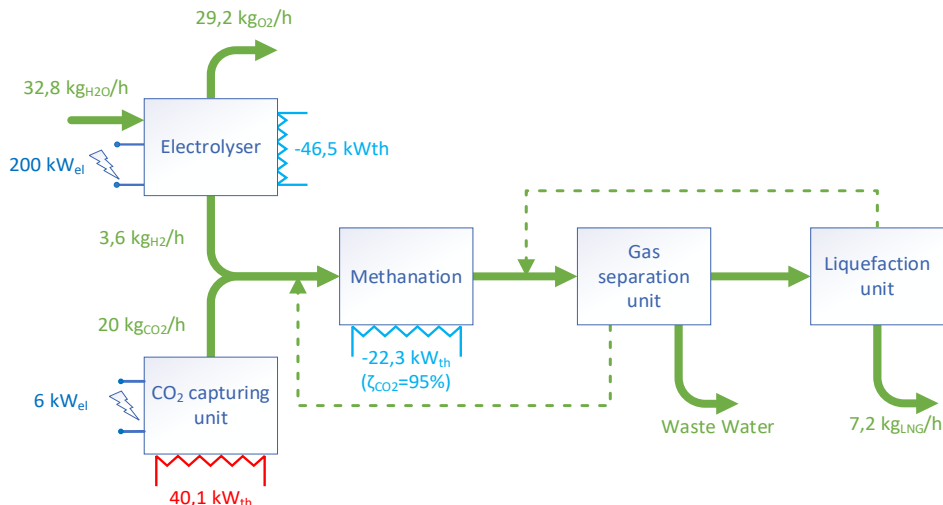 29,2 kgO2/h
32,8 kgH2O/h
Electrolyser
-46,5 kWth
200 kWel
3,6 kgH2/h
Methanation
Gas
separation
unit
Liquefaction
unit
20 kgCO2/h
-22,3 kWth
(ζCO2=95%)
6 kWel
CO2 capturing
unit
Waste Water
7,2 kgLNG/h
40,1 kWth